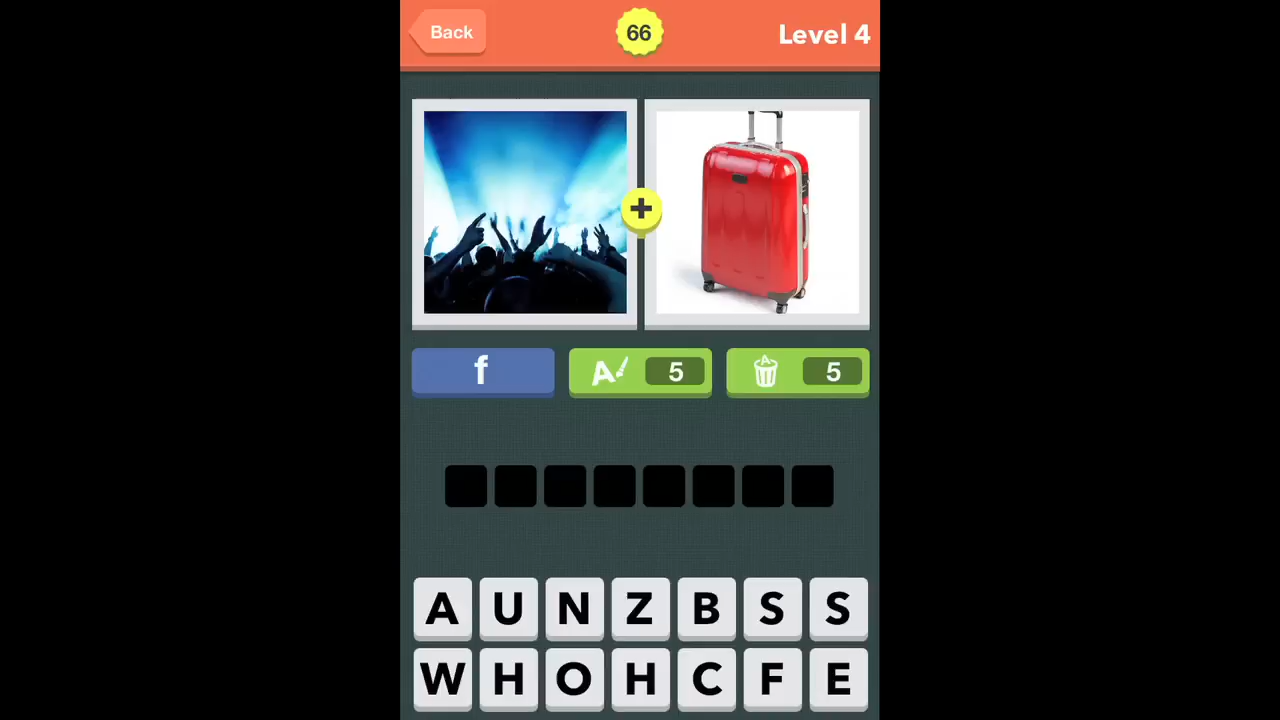 Back 66 Level 4
+
f A 5 A 5
A U N Z B S S
W H O H C F E